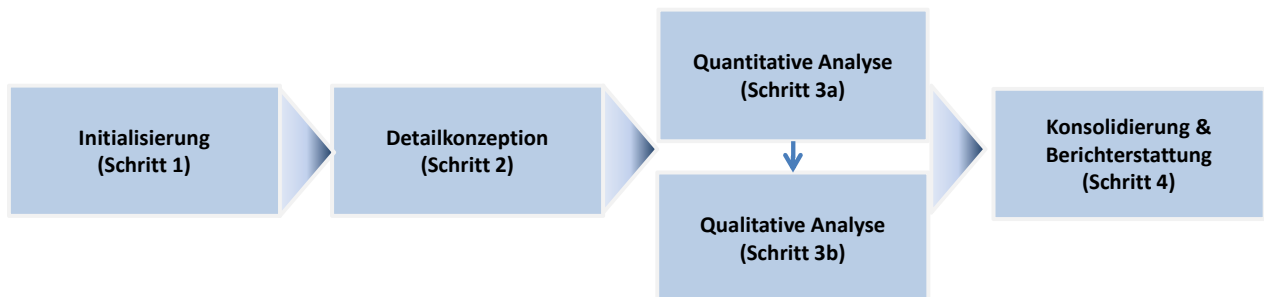 Initialisierung
(Schritt 1)
Detailkonzeption
(Schritt 2)
Quantitative Analyse
(Schritt 3a)
Qualitative Analyse
(Schritt 3b)
Konsolidierung &
Berichterstattung
(Schritt 4)